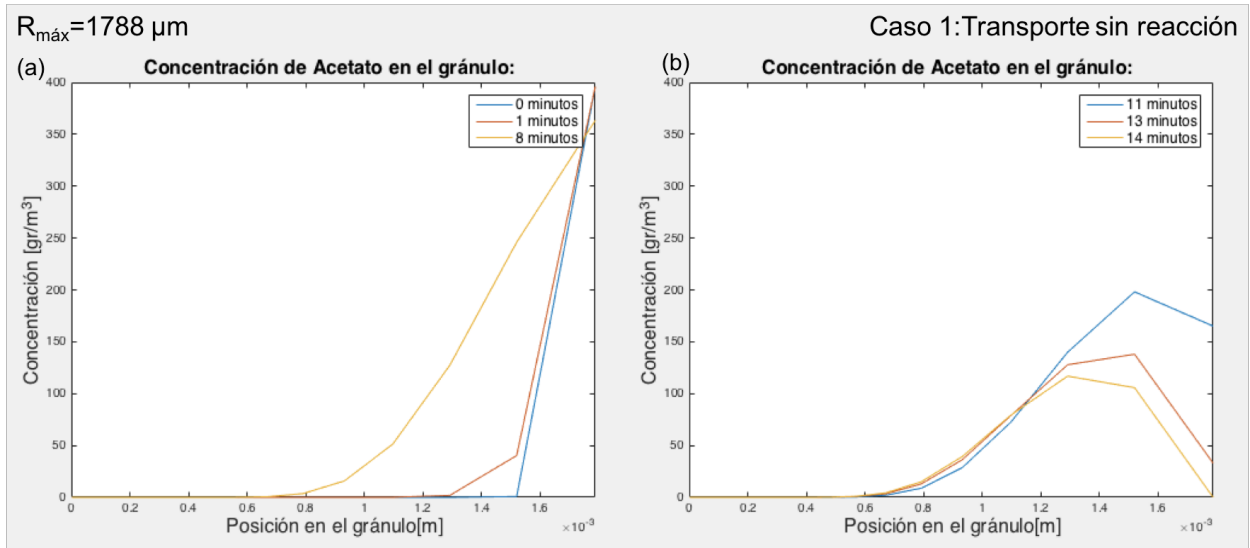 R_máx=1788 µm
Caso 1:Transporte sin reacción
(a)
Concentración de Acetato en el gránulo:
400
350
300
250
200
150
100
50
0
Concentración [gr/m³]
0 minutos
1 minutos
8 minutos
0 0.2 0.4 0.6 0.8 1 1.2 1.4 1.6
×10⁻³
Posición en el gránulo[m]
(b)
Concentración de Acetato en el gránulo:
400
350
300
250
200
150
100
50
0
Concentración [gr/m³]
11 minutos
13 minutos
14 minutos
0 0.2 0.4 0.6 0.8 1 1.2 1.4 1.6
×10⁻³
Posición en el gránulo[m]